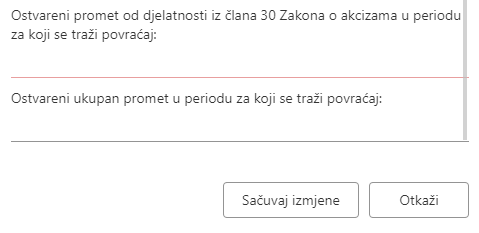 Ostvareni promet od djelatnosti iz člana 30 Zakona o akcizama u periodu
za koji se traži povraćaj:
Ostvareni ukupan promet u periodu za koji se traži povraćaj:
Sačuvaj izmjene Otkaži